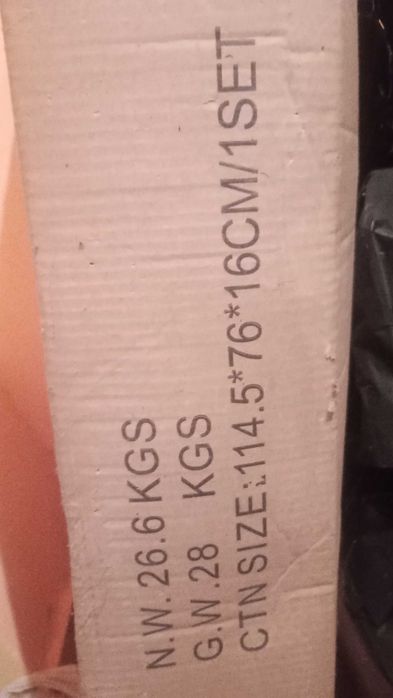 N.W.26.6 KGS
G.W.28 KGS
CTN SIZE:114.5*76*16CM/1SET